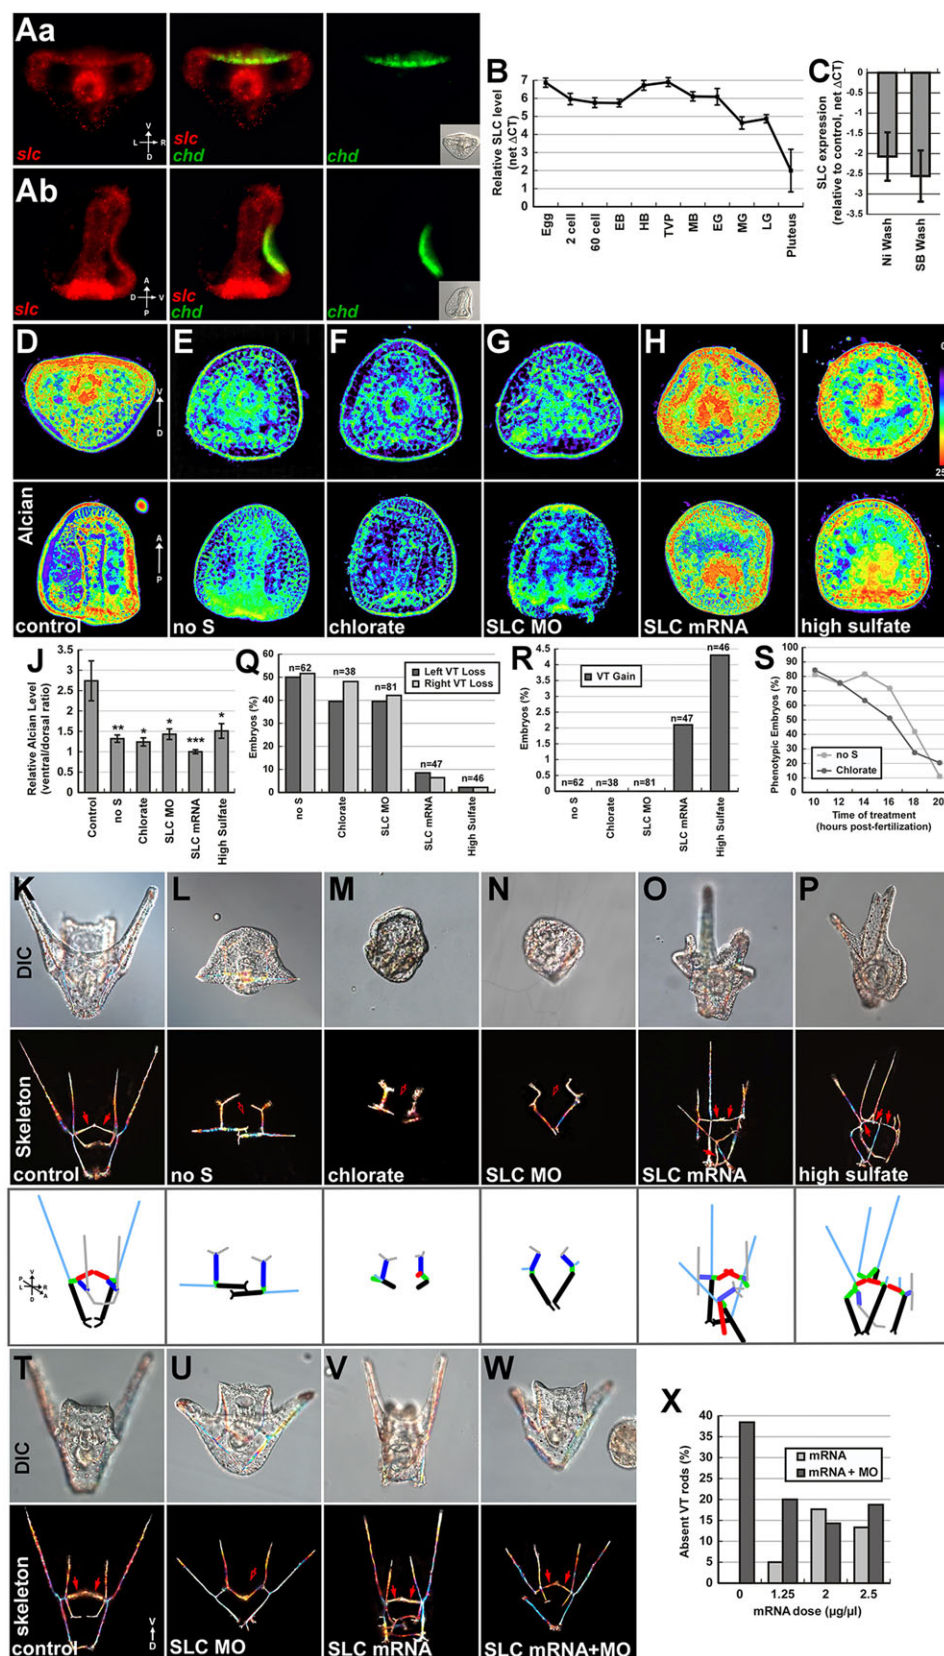 Aa
slc
V
L R
D
slc
chd
chd
B
Relative SLC level
(net ΔCT)
8
7
6
5
4
3
2
1
0
Egg
2 cell
60 cell
EB
HB
TVP
MB
EG
MG
LG
Pluteus
C
SLC expression
(relative to control, net ΔCT)
0
-.5
-1
-1.5
-2
-2.5
-3
-3.5
Ni Wash
SB Wash
Ab
slc
A
D V
P
slc
chd
chd
D
V
D
E
F
G
H
I
0
25
Alcian
A
P
control
no S
chlorate
SLC MO
SLC mRNA
high sulfate
J
Relative Alcian Level
(ventral/dorsal ratio)
3.5
3
2.5
2
1.5
1
0.5
0
**
*
*
***
*
Control
no S
Chlorate
SLC MO
SLC mRNA
High Sulfate
Q
Embryos (%)
60
50
40
30
20
10
0
n=62
n=38
n=81
n=47
n=46
Left VT Loss
Right VT Loss
no S
Chlorate
SLC MO
SLC mRNA
High Sulfate
R
Embryos (%)
4.5
4.0
3.5
3.0
2.5
2.0
1.5
1.0
0.5
0
VT Gain
n=62
n=38
n=81
n=47
n=46
no S
Chlorate
SLC MO
SLC mRNA
High Sulfate
S
Phenotypic Embryos (%)
100
90
80
70
60
50
40
30
20
10
0
no S
Chlorate
10 12 14 16 18 20
Time of treatment
(hours post-fertilization)
K
L
M
N
O
P
DIC
Skeleton
control
no S
chlorate
SLC MO
SLC mRNA
high sulfate
P V
L R
D A
T
U
V
W
DIC
skeleton
control
V
D
SLC MO
SLC mRNA
SLC mRNA+MO
X
Absent VT rods (%)
40
35
30
25
20
15
10
5
0
mRNA
mRNA + MO
0 1.25 2 2.5
mRNA dose (µg/µl)